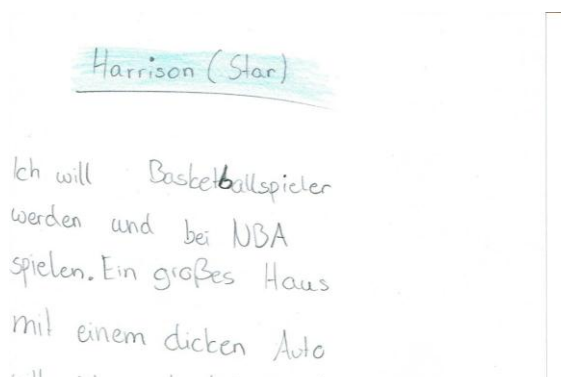 Harrison (Star)
Ich will Basketballspieler
werden und bei NBA
spielen. Ein großes Haus
mit einem dicken Auto